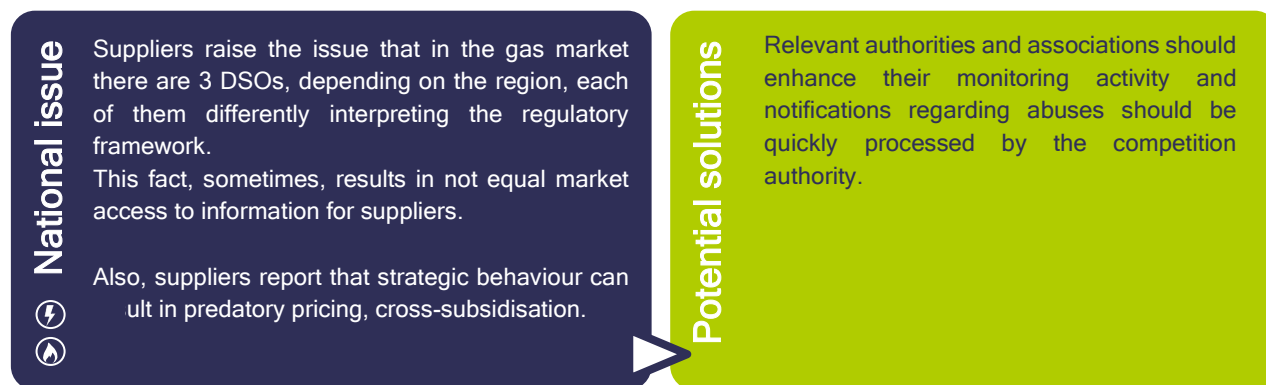 National issue
Suppliers raise the issue that in the gas market
there are 3 DSOs, depending on the region, each
of them differently interpreting the regulatory
framework.
This fact, sometimes, results in not equal market
access to information for suppliers.
Also, suppliers report that strategic behaviour can
ult in predatory pricing, cross-subsidisation.
Potential solutions
Relevant authorities and associations should
enhance their monitoring activity and
notifications regarding abuses should be
quickly processed by the competition
authority.